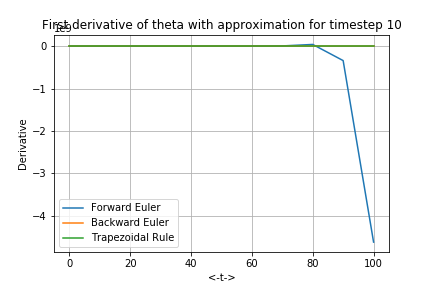 First derivative of theta with approximation for timestep 10
1e9
0
−1
−2
−3
−4
Derivative
Forward Euler
Backward Euler
Trapezoidal Rule
0 20 40 60 80 100
<-t->